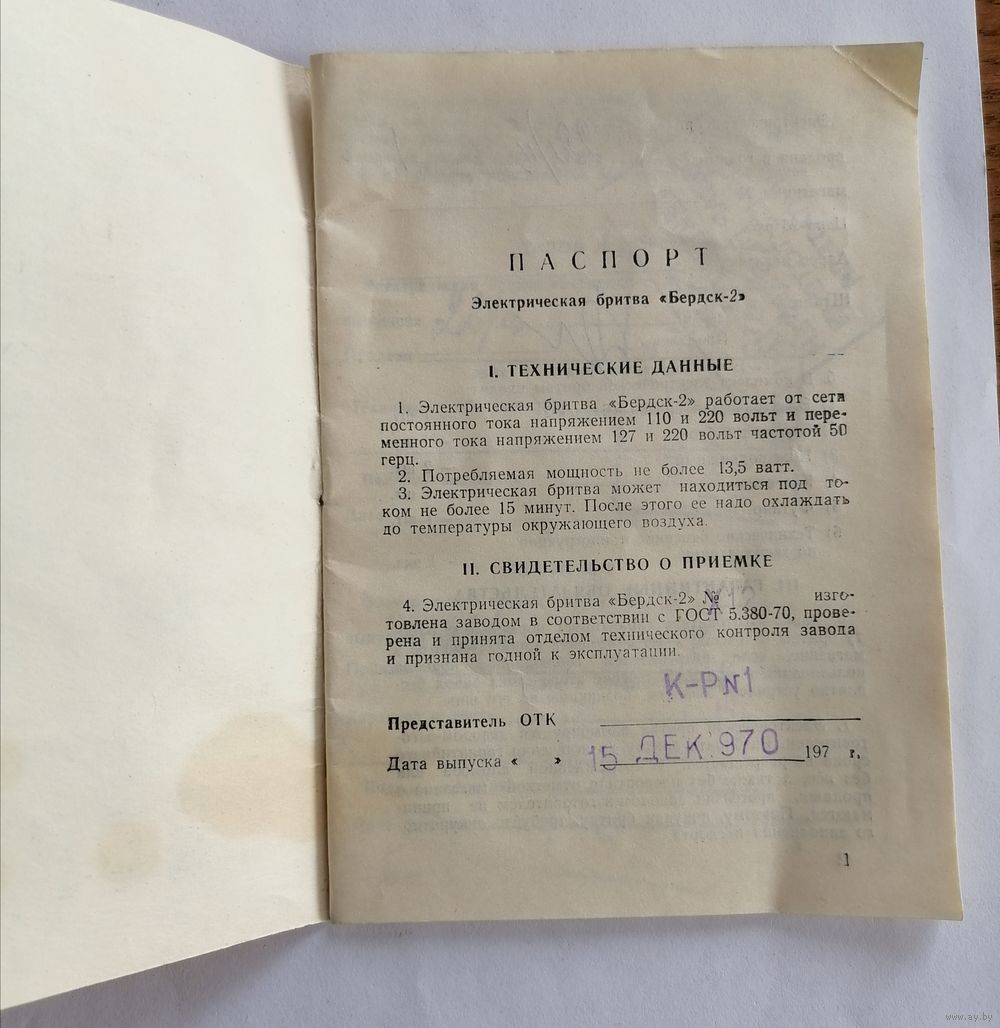 ПАСПОРТ
Электрическая бритва «Бердск-2»
I. ТЕХНИЧЕСКИЕ ДАННЫЕ
1. Электрическая бритва «Бердск-2» работает от сети
постоянного тока напряжением 110 и 220 вольт и пере-
менного тока напряжением 127 и 220 вольт частотой 50
герц.
2. Потребляемая мощность не более 13,5 ватт.
3. Электрическая бритва может находиться под то-
ком не более 15 минут. После этого ее надо охлаждать
до температуры окружающего воздуха.
II. СВИДЕТЕЛЬСТВО О ПРИЕМКЕ
4. Электрическая бритва «Бердск-2» № изго-
товлена заводом в соответствии с ГОСТ 5.380-70, прове-
рена и принята отделом технического контроля завода
и признана годной к эксплуатации.
К-Р№1
Представитель ОТК
Дата выпуска « » 15 ДЕК 970 197 г.
1
www.ay.by